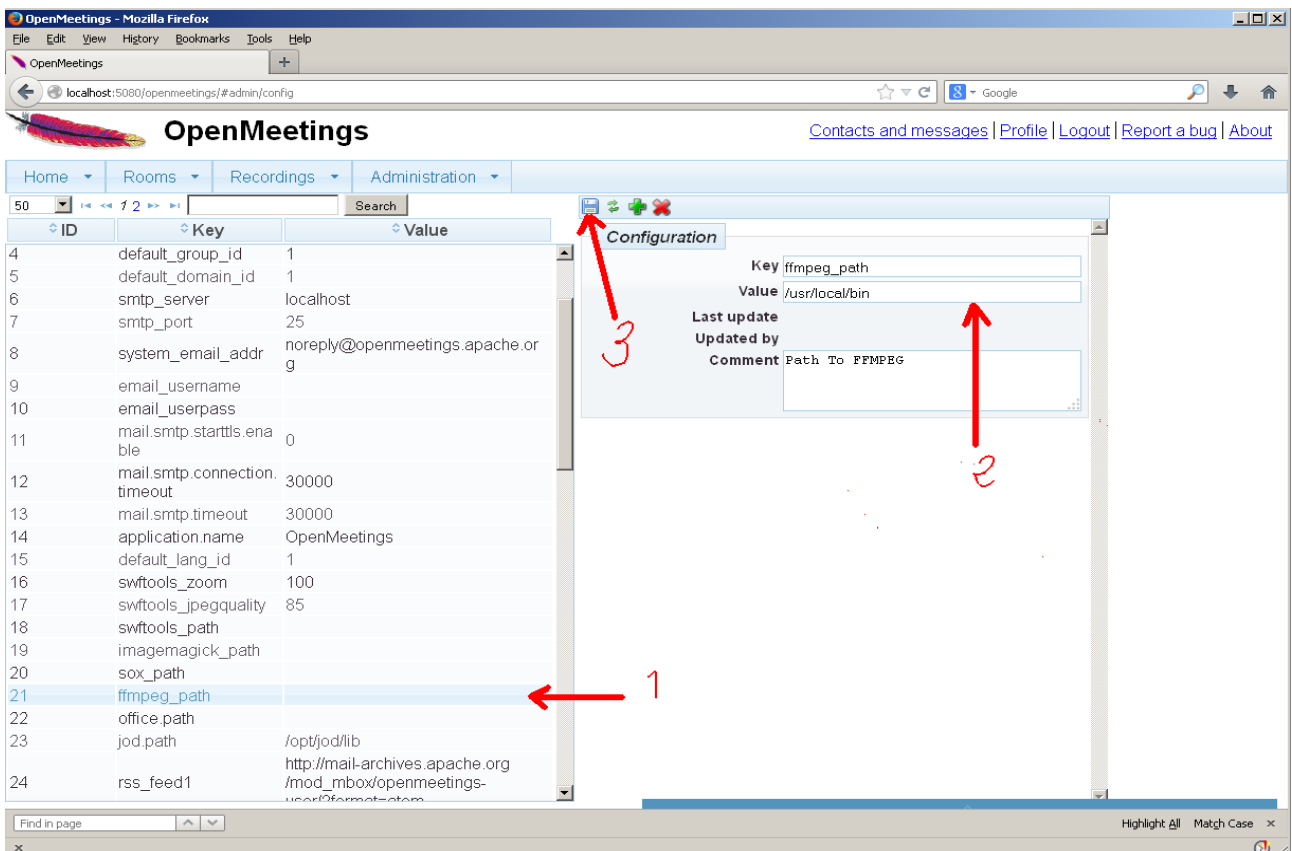 OpenMeetings - Mozilla Firefox
File Edit View History Bookmarks Tools Help
OpenMeetings +
localhost:5080/openmeetings/#admin/config
8 Google
OpenMeetings
Contacts and messages | Profile | Logout | Report a bug | About
Home Rooms Recordings Administration
50 1 2 Search
ID Key Value
4 default_group_id 1
5 default_domain_id 1
6 smtp_server localhost
7 smtp_port 25
8 system_email_addr noreply@openmeetings.apache.or
g
9 email_username
10 email_userpass
11 mail.smtp.starttls.ena
ble 0
12 mail.smtp.connection.
timeout 30000
13 mail.smtp.timeout 30000
14 application.name OpenMeetings
15 default_lang_id 1
16 swftools_zoom 100
17 swftools_jpegquality 85
18 swftools_path
19 imagemagick_path
20 sox_path
21 ffmpeg_path
22 office.path
23 jod.path /opt/jod/lib
24 rss_feed1 http://mail-archives.apache.org
/mod_mbox/openmeetings-
user/?format=atom
Configuration
Key ffmpeg_path
Value /usr/local/bin
Last update
Updated by
Comment Path To FFMPEG
3
2
1
Find in page Highlight All Match Case ×
×